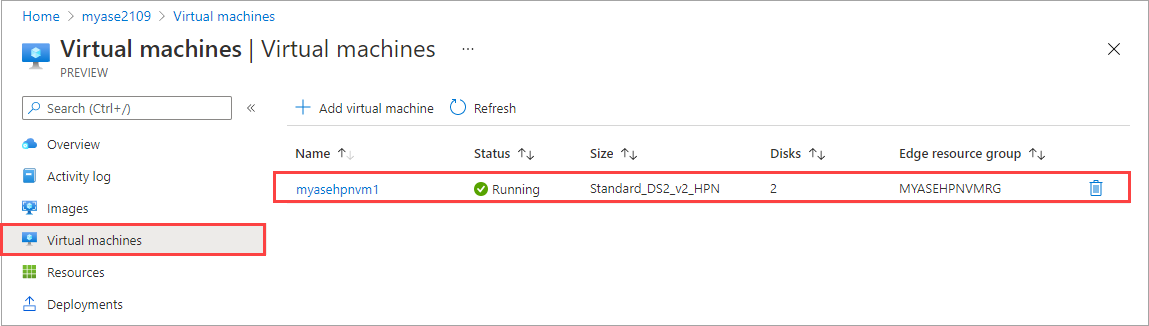 Home > myase2109 > Virtual machines
Virtual machines | Virtual machines ...
PREVIEW
Search (Ctrl+/) «
+ Add virtual machine Refresh
Overview
Activity log
Images
Virtual machines
Resources
Deployments
Name ↑↓ Status ↑↓ Size ↑↓ Disks ↑↓ Edge resource group ↑↓
myasehpnvm1 Running Standard_DS2_v2_HPN 2 MYASEHPNVMRG